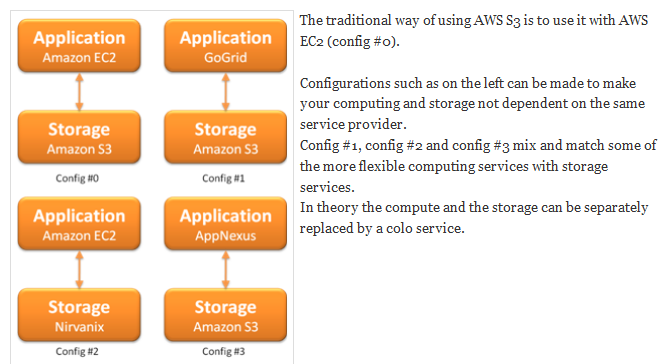 Application
Amazon EC2
Storage
Amazon S3
Config #0
Application
GoGrid
Storage
Amazon S3
Config #1
Application
Amazon EC2
Storage
Nirvanix
Config #2
Application
AppNexus
Storage
Amazon S3
Config #3
The traditional way of using AWS S3 is to use it with AWS
EC2 (config #0).
Configurations such as on the left can be made to make
your computing and storage not dependent on the same
service provider.
Config #1, config #2 and config #3 mix and match some of
the more flexible computing services with storage
services.
In theory the compute and the storage can be separately
replaced by a colo service.